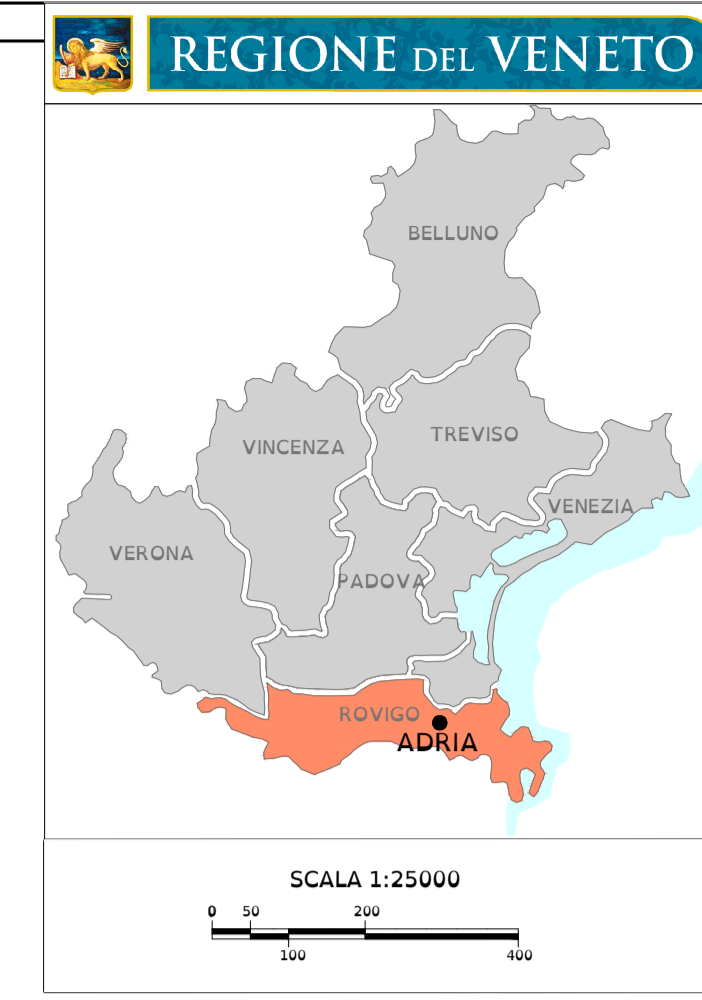 REGIONE DEL VENETO
BELLUNO
TREVISO
VINCENZA
VENEZIA
VERONA
PADOVA
ROVIGO
ADRIA
SCALA 1:25000
0 50 200
100 400